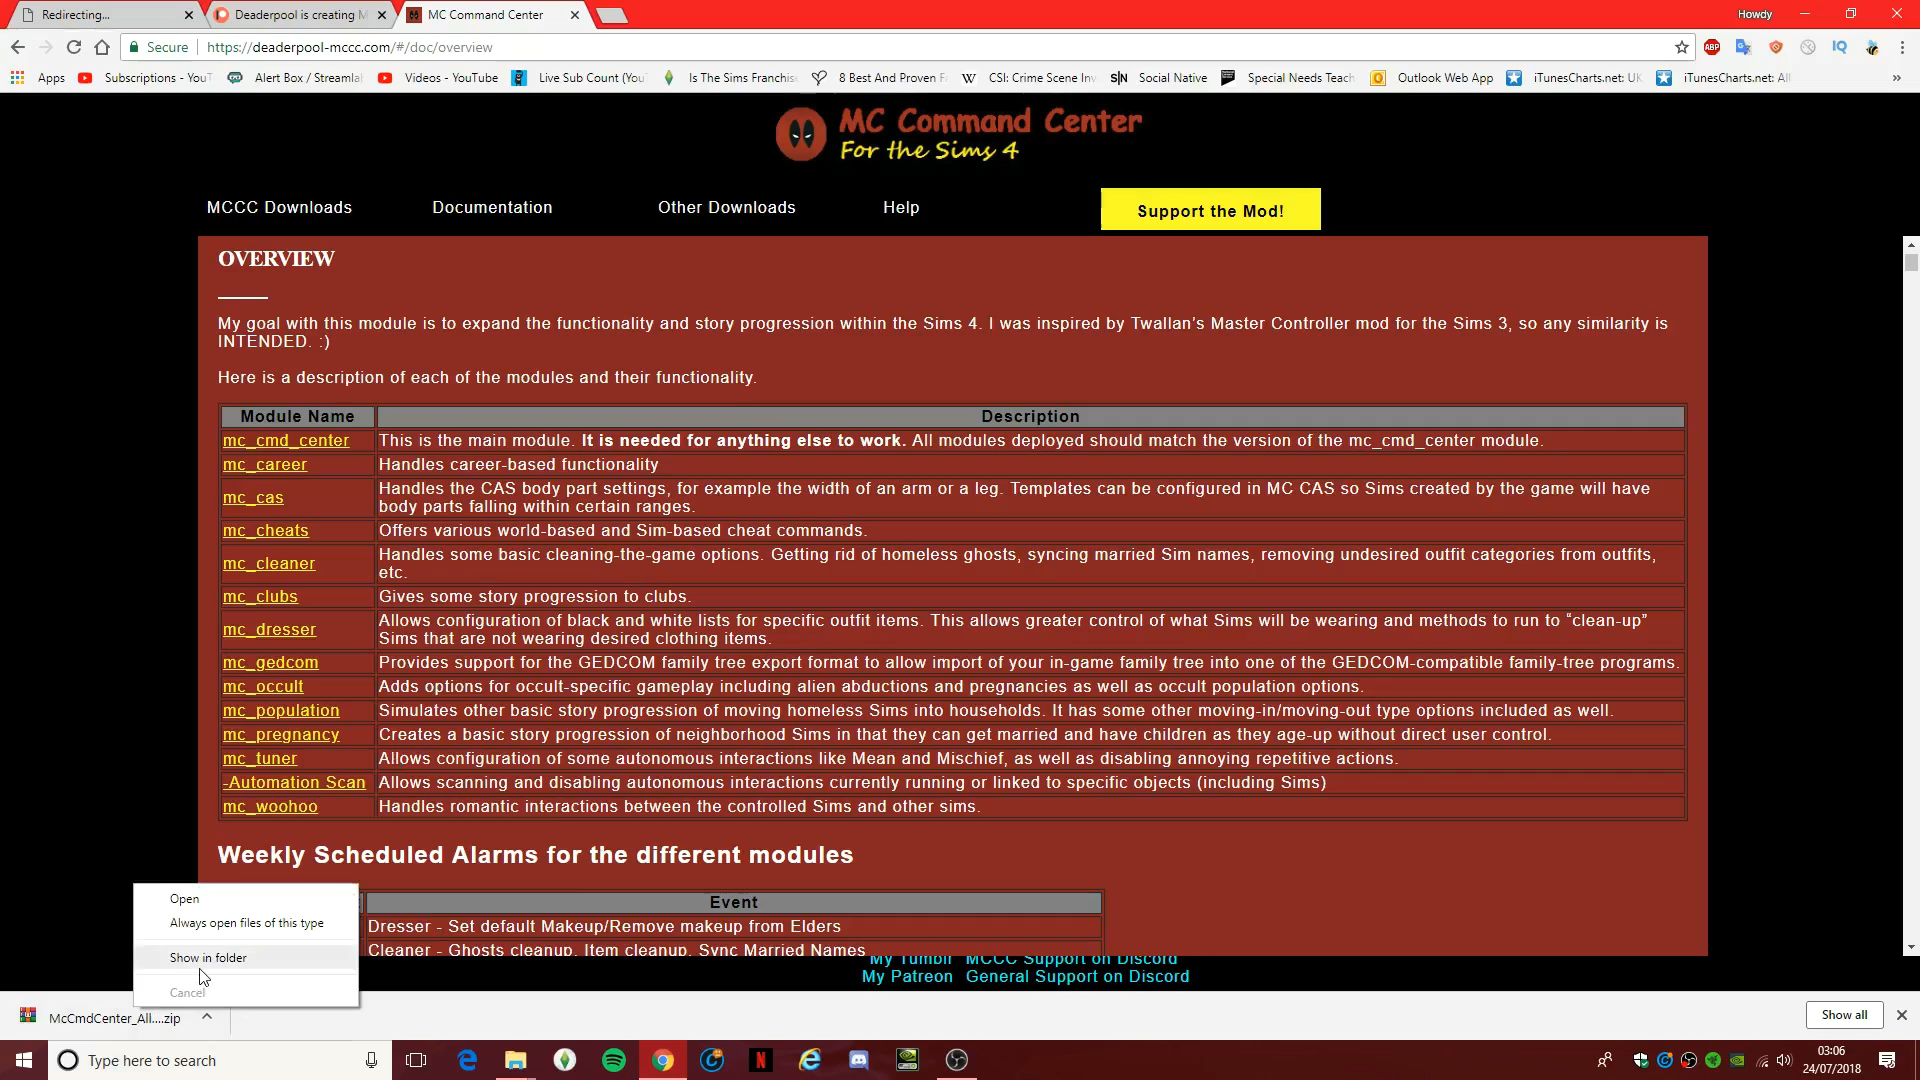 Redirecting...
Deaderpool is creating M
MC Command Center
Howdy
Secure
https://deaderpool-mccc.com/#/doc/overview
ABP
IQ
Apps
Subscriptions - YouT
Alert Box / Streamla
Videos - YouTube
Live Sub Count (You
Is The Sims Franchis
8 Best And Proven F
W
CSI: Crime Scene Inv
S|N
Social Native
Special Needs Teach
Outlook Web App
iTunesCharts.net: UK
iTunesCharts.net: All
MC Command Center
For the Sims 4
MCCC Downloads
Documentation
Other Downloads
Help
Support the Mod!
OVERVIEW
My goal with this module is to expand the functionality and story progression within the Sims 4. I was inspired by Twallan's Master Controller mod for the Sims 3, so any similarity is
INTENDED. :)
Here is a description of each of the modules and their functionality.
Module Name Description
mc_cmd_center This is the main module. It is needed for anything else to work. All modules deployed should match the version of the mc_cmd_center module.
mc_career Handles career-based functionality
mc_cas Handles the CAS body part settings, for example the width of an arm or a leg. Templates can be configured in MC CAS so Sims created by the game will have
body parts falling within certain ranges.
mc_cheats Offers various world-based and Sim-based cheat commands.
mc_cleaner Handles some basic cleaning-the-game options. Getting rid of homeless ghosts, syncing married Sim names, removing undesired outfit categories from outfits,
etc.
mc_clubs Gives some story progression to clubs.
mc_dresser Allows configuration of black and white lists for specific outfit items. This allows greater control of what Sims will be wearing and methods to run to “clean-up”
Sims that are not wearing desired clothing items.
mc_gedcom Provides support for the GEDCOM family tree export format to allow import of your in-game family tree into one of the GEDCOM-compatible family-tree programs.
mc_occult Adds options for occult-specific gameplay including alien abductions and pregnancies as well as occult population options.
mc_population Simulates other basic story progression of moving homeless Sims into households. It has some other moving-in/moving-out type options included as well.
mc_pregnancy Creates a basic story progression of neighborhood Sims in that they can get married and have children as they age-up without direct user control.
mc_tuner Allows configuration of some autonomous interactions like Mean and Mischief, as well as disabling annoying repetitive actions.
-Automation Scan Allows scanning and disabling autonomous interactions currently running or linked to specific objects (including Sims)
mc_woohoo Handles romantic interactions between the controlled Sims and other sims.
Weekly Scheduled Alarms for the different modules
Event
Dresser - Set default Makeup/Remove makeup from Elders
Cleaner - Ghosts cleanup, Item cleanup, Sync Married Names
Open
Always open files of this type
Show in folder
Cancel
My Tumblr MCCC Support on Discord
My Patreon General Support on Discord
McCmdCenter_All....zip
Show all
Type here to search
03:06
24/07/2018